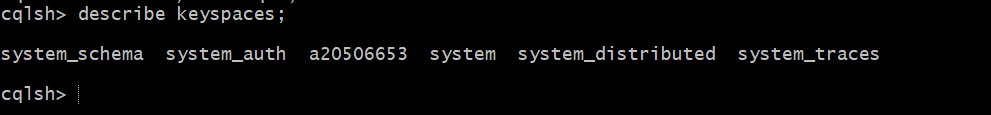 cqlsh> describe keyspaces;
system_schema  system_auth  a20506653  system  system_distributed  system_traces
cqlsh>